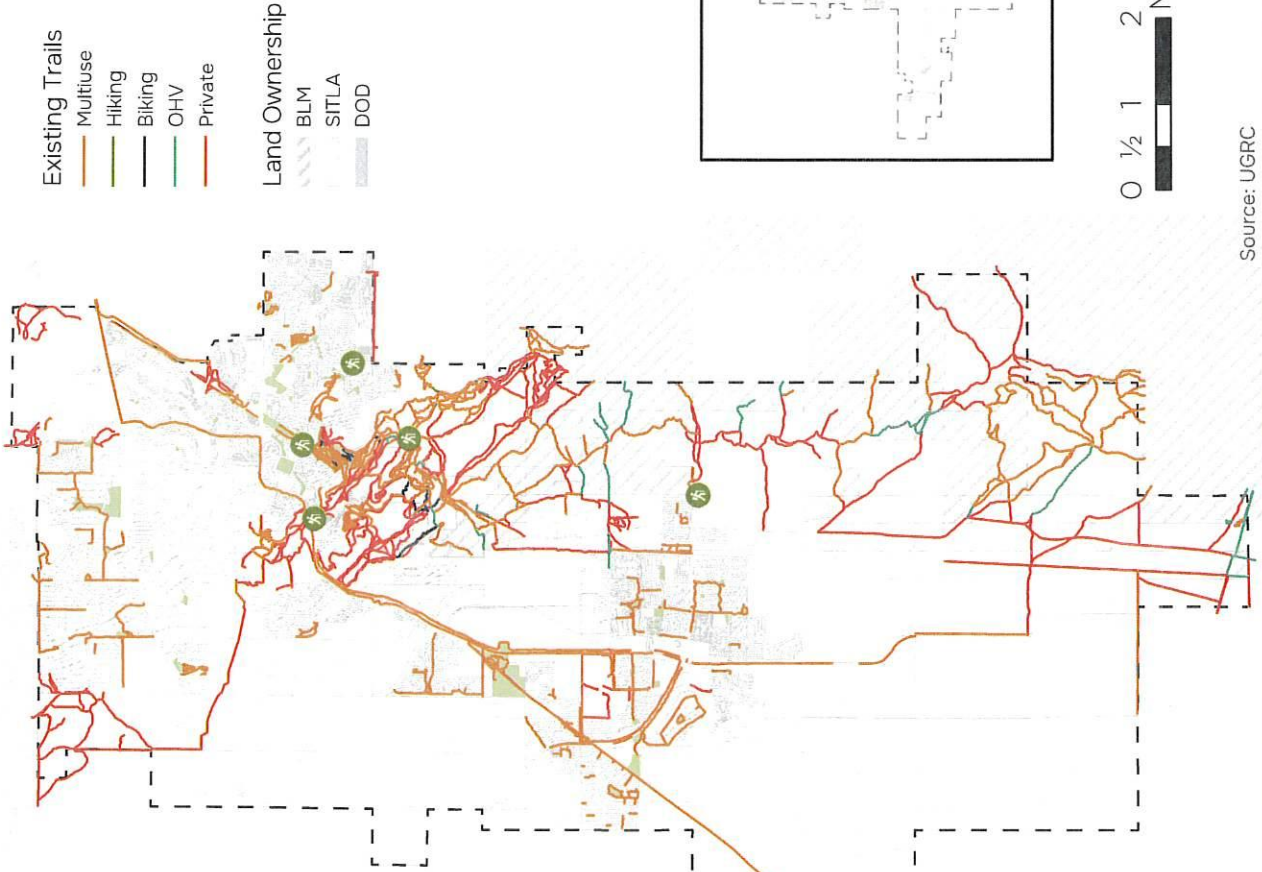 Existing Trails
Multiuse
Hiking
Biking
OHV
Private
Land Ownership
BLM
SITLA
DOD
0 ½ 1 2
N
Source: UGRC